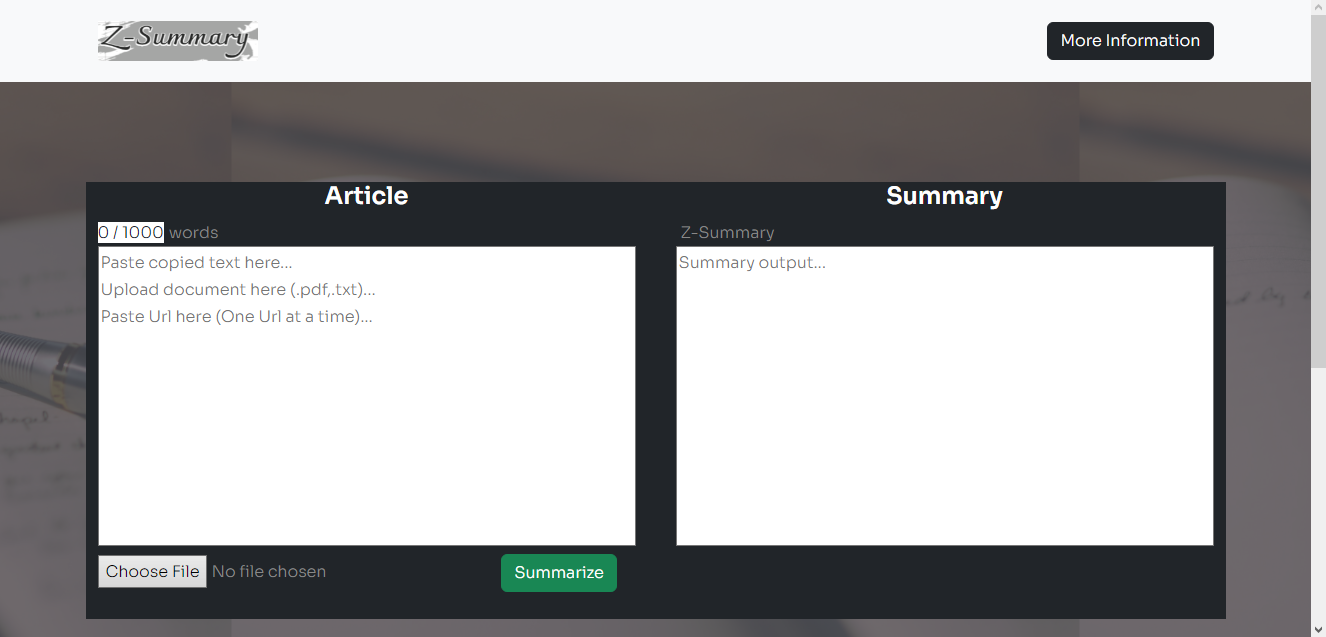 Z-Summary
More Information
Article
0 / 1000 words
Paste copied text here...
Upload document here (.pdf,.txt)...
Paste Url here (One Url at a time)...
Choose File No file chosen
Summarize
Summary
Z-Summary
Summary output...